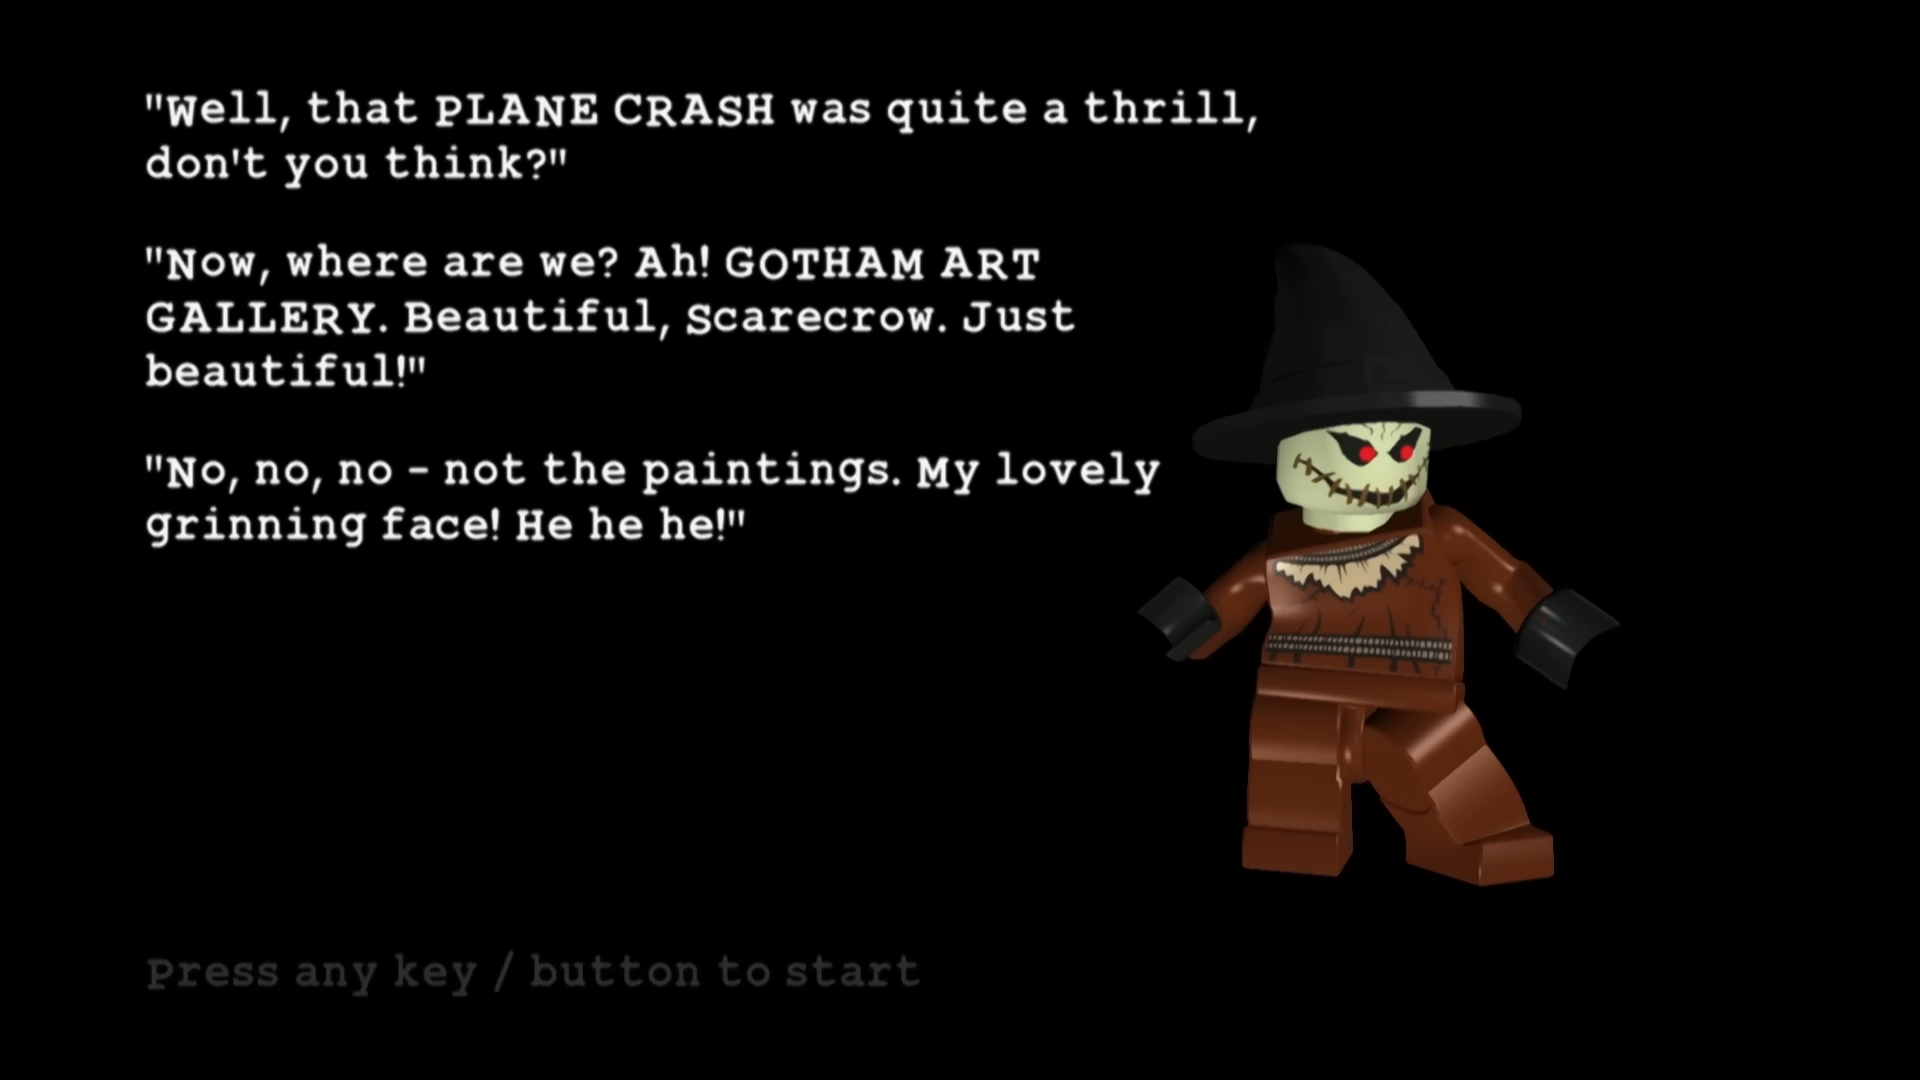 "Well, that PLANE CRASH was quite a thrill,
don't you think?"
"Now, where are we? Ah! GOTHAM ART
GALLERY. Beautiful, Scarecrow. Just
beautiful!"
"No, no, no - not the paintings. My lovely
grinning face! He he he!"
Press any key / button to start